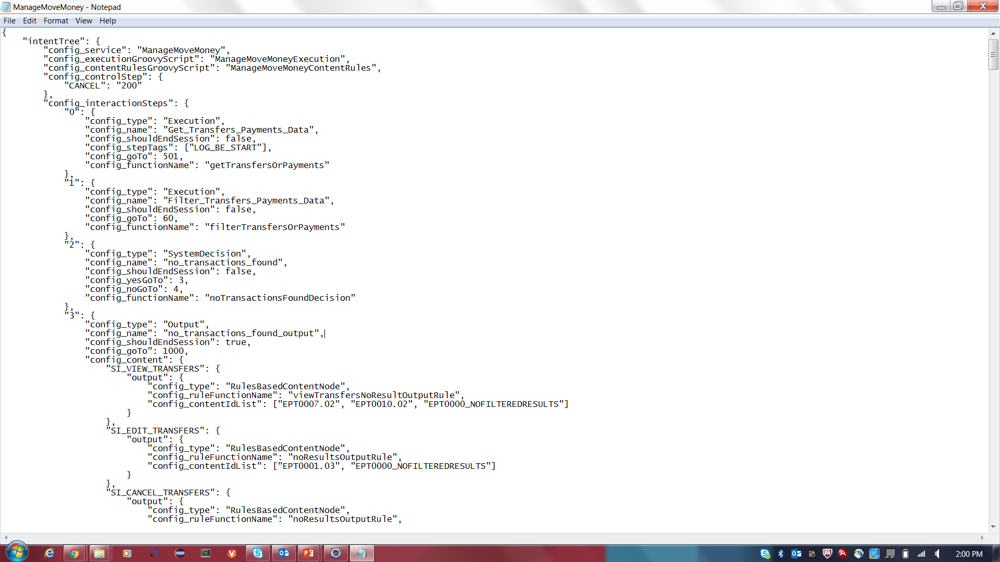 ManageMoveMoney - Notepad
File Edit Format View Help
{
    "intentTree": {
        "config_service": "ManageMoveMoney",
        "config_executionGroovyScript": "ManageMoveMoneyExecution",
        "config_contentRulesGroovyScript": "ManageMoveMoneyContentRules",
        "config_controlStep": {
            "CANCEL": "200"
        },
        "config_interactionSteps": {
            "0": {
                "config_type": "Execution",
                "config_name": "Get_Transfers_Payments_Data",
                "config_shouldEndSession": false,
                "config_stepTags": ["LOG_BE_START"],
                "config_goTo": 501,
                "config_functionName": "getTransfersOrPayments"
            },
            "1": {
                "config_type": "Execution",
                "config_name": "Filter_Transfers_Payments_Data",
                "config_shouldEndSession": false,
                "config_goTo": 60,
                "config_functionName": "filterTransfersOrPayments"
            },
            "2": {
                "config_type": "SystemDecision",
                "config_name": "no_transactions_found",
                "config_shouldEndSession": false,
                "config_yesGoTo": 3,
                "config_noGoTo": 4,
                "config_functionName": "noTransactionsFoundDecision"
            },
            "3": {
                "config_type": "Output",
                "config_name": "no_transactions_found_output",
                "config_shouldEndSession": true,
                "config_goTo": 1000,
                "config_content": {
                    "SI_VIEW_TRANSFERS": {
                        "output": {
                            "config_type": "RulesBasedContentNode",
                            "config_ruleFunctionName": "viewTransfersNoResultOutputRule",
                            "config_contentIdList": ["EPT0007.02", "EPT0010.02", "EPT0000_NOFILTEREDRESULTS"]
                        }
                    },
                    "SI_EDIT_TRANSFERS": {
                        "output": {
                            "config_type": "RulesBasedContentNode",
                            "config_ruleFunctionName": "noResultsOutputRule",
                            "config_contentIdList": ["EPT0001.03", "EPT0000_NOFILTEREDRESULTS"]
                        }
                    },
                    "SI_CANCEL_TRANSFERS": {
                        "output": {
                            "config_type": "RulesBasedContentNode",
                            "config_ruleFunctionName": "noResultsOutputRule",
2:00 PM